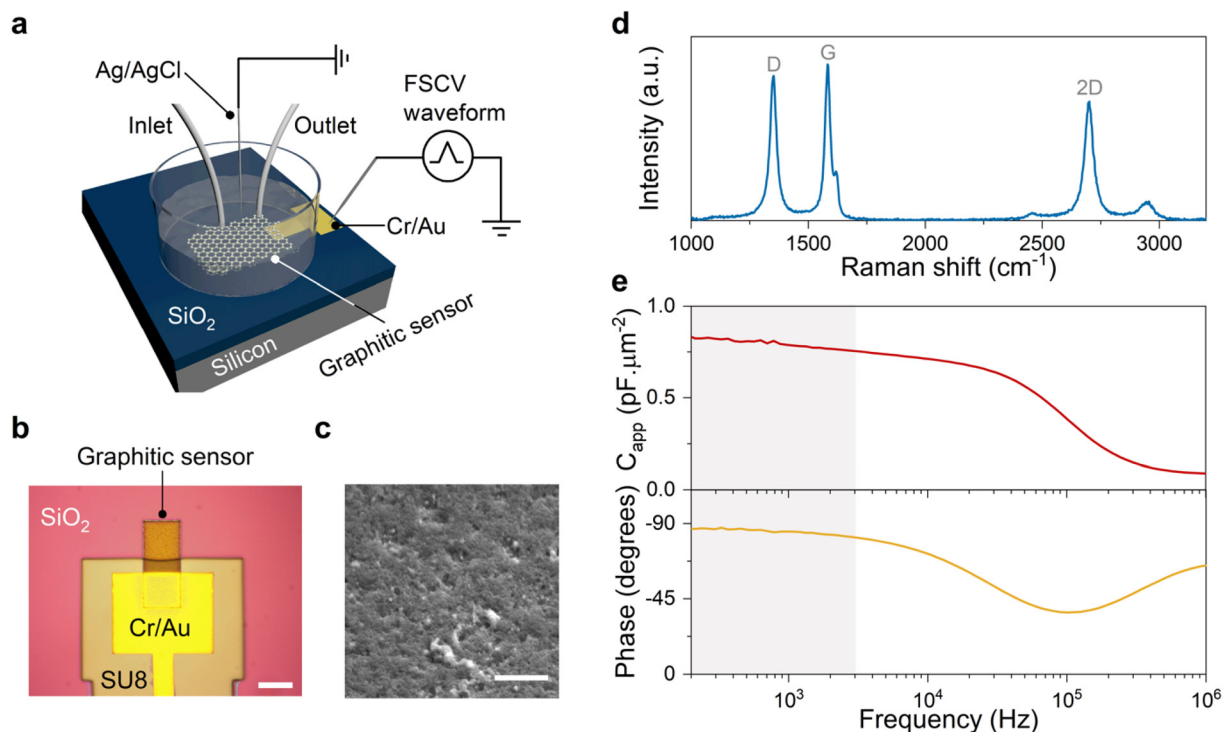 a
Ag/AgCl
FSCV
waveform
Inlet
Outlet
Cr/Au
SiO₂
Graphitic sensor
Silicon
b
Graphitic sensor
SiO₂
Cr/Au
SU8
c
d
Intensity (a.u.)
D
G
2D
1000 1500 2000 2500 3000
Raman shift (cm⁻¹)
e
C_app (pF.µm⁻²)
1.0
0.5
0.0
Phase (degrees)
-90
-45
0
10³ 10⁴ 10⁵ 10⁶
Frequency (Hz)